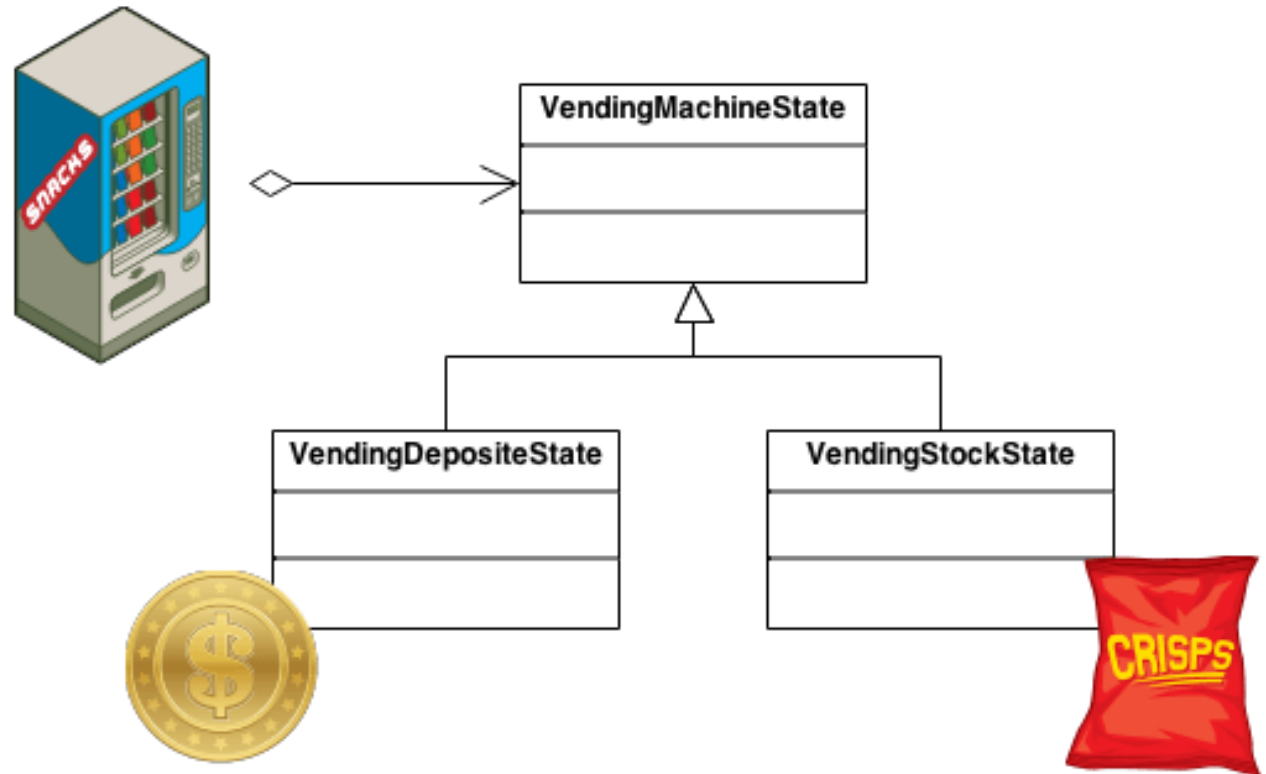 SNACKS
VendingMachineState
VendingDepositeState
VendingStockState
$
CRISPS